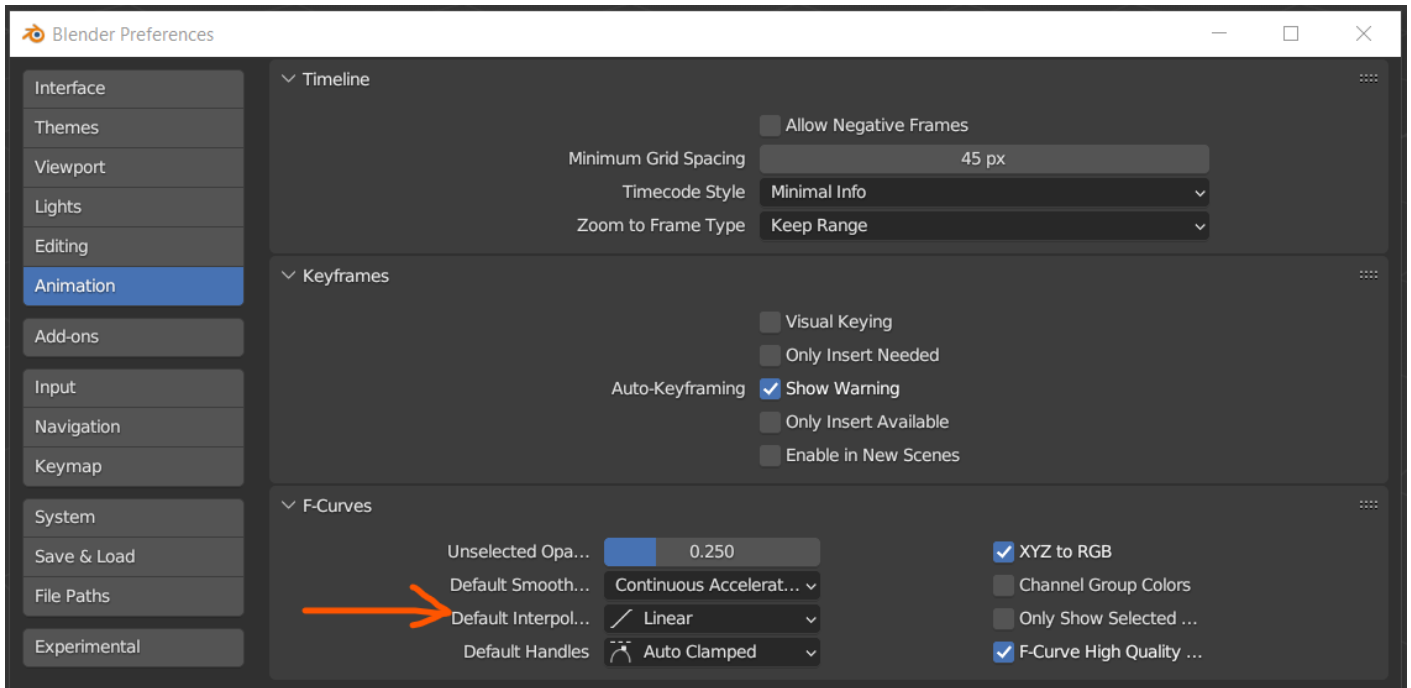 Blender Preferences
Interface
Themes
Viewport
Lights
Editing
Animation
Add-ons
Input
Navigation
Keymap
System
Save & Load
File Paths
Experimental
Timeline
Allow Negative Frames
Minimum Grid Spacing 45 px
Timecode Style Minimal Info
Zoom to Frame Type Keep Range
Keyframes
Visual Keying
Only Insert Needed
Auto-Keyframing Show Warning
Only Insert Available
Enable in New Scenes
F-Curves
Unselected Opa... 0.250 XYZ to RGB
Default Smooth... Continuous Accelerat... Channel Group Colors
Default Interpol... Linear Only Show Selected ...
Default Handles Auto Clamped F-Curve High Quality ...